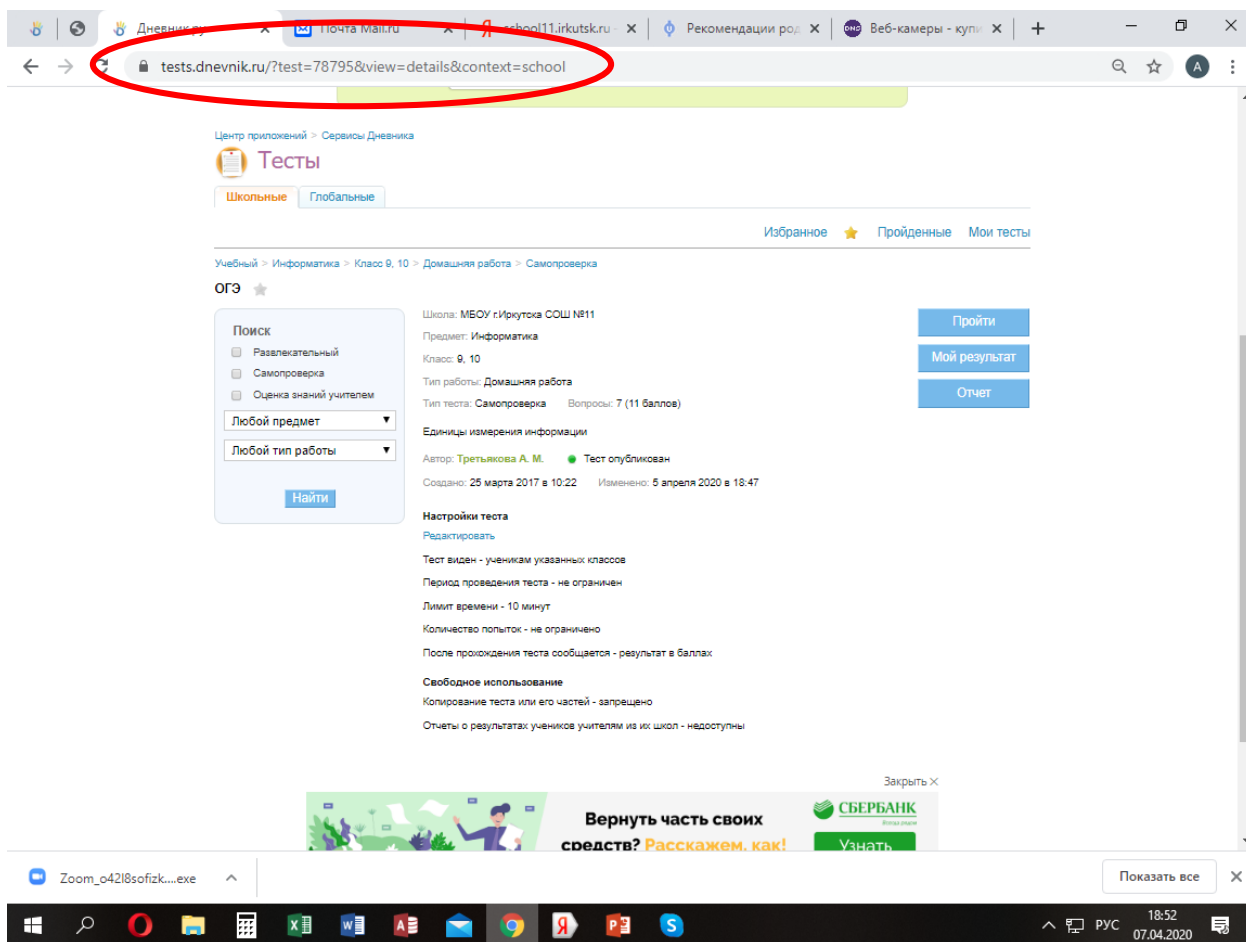 Дневник.ру
Почта Mail.ru
school11.irkutsk.ru -
Рекомендации род
Веб-камеры - купи
tests.dnevnik.ru/?test=78795&view=details&context=school
A
Центр приложений > Сервисы Дневника
Тесты
Школьные Глобальные
Избранное Пройденные Мои тесты
Учебный > Информатика > Класс 9, 10 > Домашняя работа > Самопроверка
ОГЭ
Поиск
Развлекательный
Самопроверка
Оценка знаний учителем
Любой предмет
Любой тип работы
Найти
Школа: МБОУ г.Иркутска СОШ №11
Предмет: Информатика
Класс: 9, 10
Тип работы: Домашняя работа
Тип теста: Самопроверка Вопросы: 7 (11 баллов)
Единицы измерения информации
Автор: Третьякова А. М. Тест опубликован
Создано: 25 марта 2017 в 10:22 Изменено: 5 апреля 2020 в 18:47
Настройки теста
Редактировать
Тест виден - ученикам указанных классов
Период проведения теста - не ограничен
Лимит времени - 10 минут
Количество попыток - не ограничено
После прохождения теста сообщается - результат в баллах
Свободное использование
Копирование теста или его частей - запрещено
Отчеты о результатах учеников учителям из их школ - недоступны
Пройти
Мой результат
Отчет
Закрыть
Вернуть часть своих
средств? Расскажем, как!
СБЕРБАНК
Узнать
Zoom_o42l8sofizk....exe
Показать все
РУС
18:52
07.04.2020